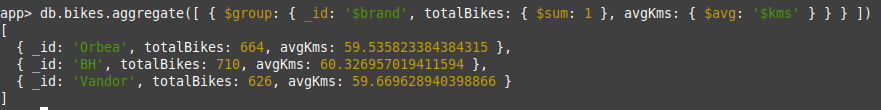 app> db.bikes.aggregate([ { $group: { _id: '$brand', totalBikes: { $sum: 1 }, avgKms: { $avg: '$kms' } } } ])
[
  { _id: 'Orbea', totalBikes: 664, avgKms: 59.535823384384315 },
  { _id: 'BH', totalBikes: 710, avgKms: 60.326957019411594 },
  { _id: 'Vandor', totalBikes: 626, avgKms: 59.669628940398866 }
]